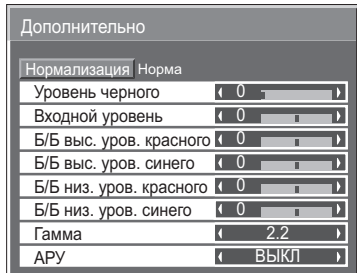 Дополнительно
Нормализация Норма
Уровень черного 0
Входной уровень 0
Б/Б выс. уров. красного 0
Б/Б выс. уров. синего 0
Б/Б низ. уров. красного 0
Б/Б низ. уров. синего 0
Гамма 2.2
АРУ ВЫКЛ